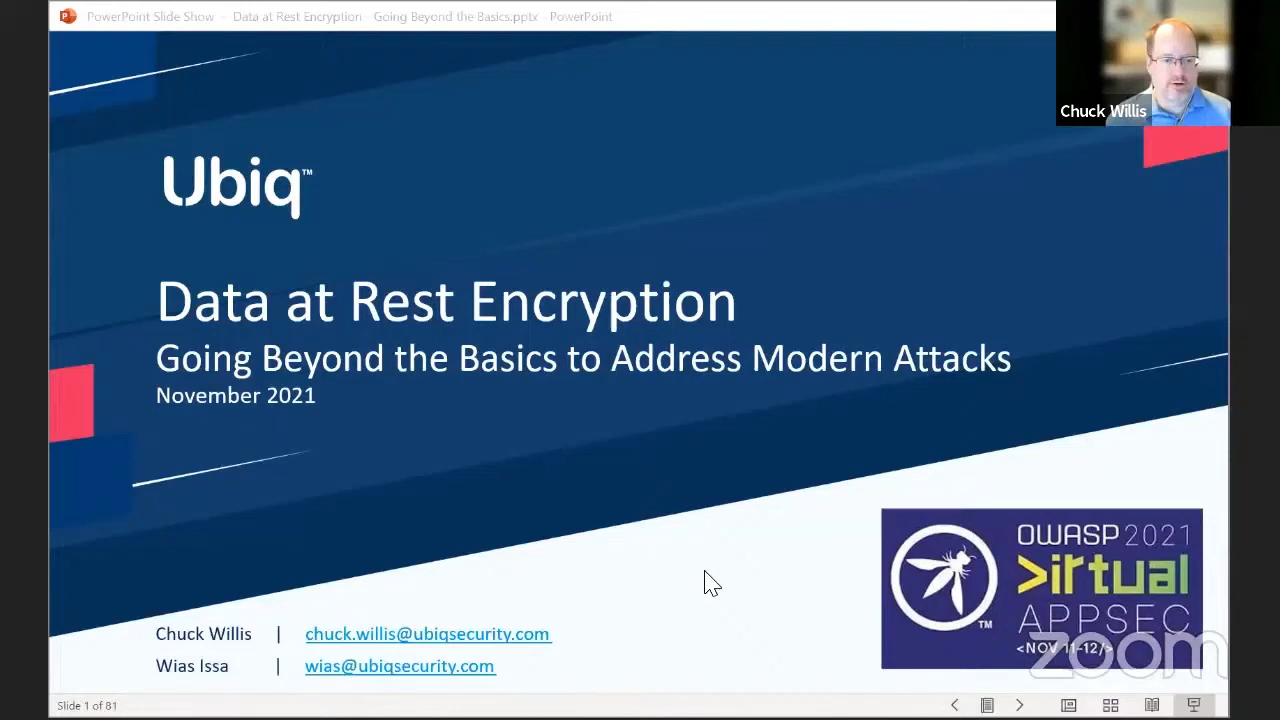 PowerPoint Slide Show - Data at Rest Encryption - Going Beyond the Basics.pptx - PowerPoint
Chuck Willis
Ubiq™
Data at Rest Encryption
Going Beyond the Basics to Address Modern Attacks
November 2021
OWASP 2021
>irtual
APPSEC
<NOV 11-12/>
TM
Chuck Willis | chuck.willis@ubiqsecurity.com
Wias Issa | wias@ubiqsecurity.com
zoom
Slide 1 of 81